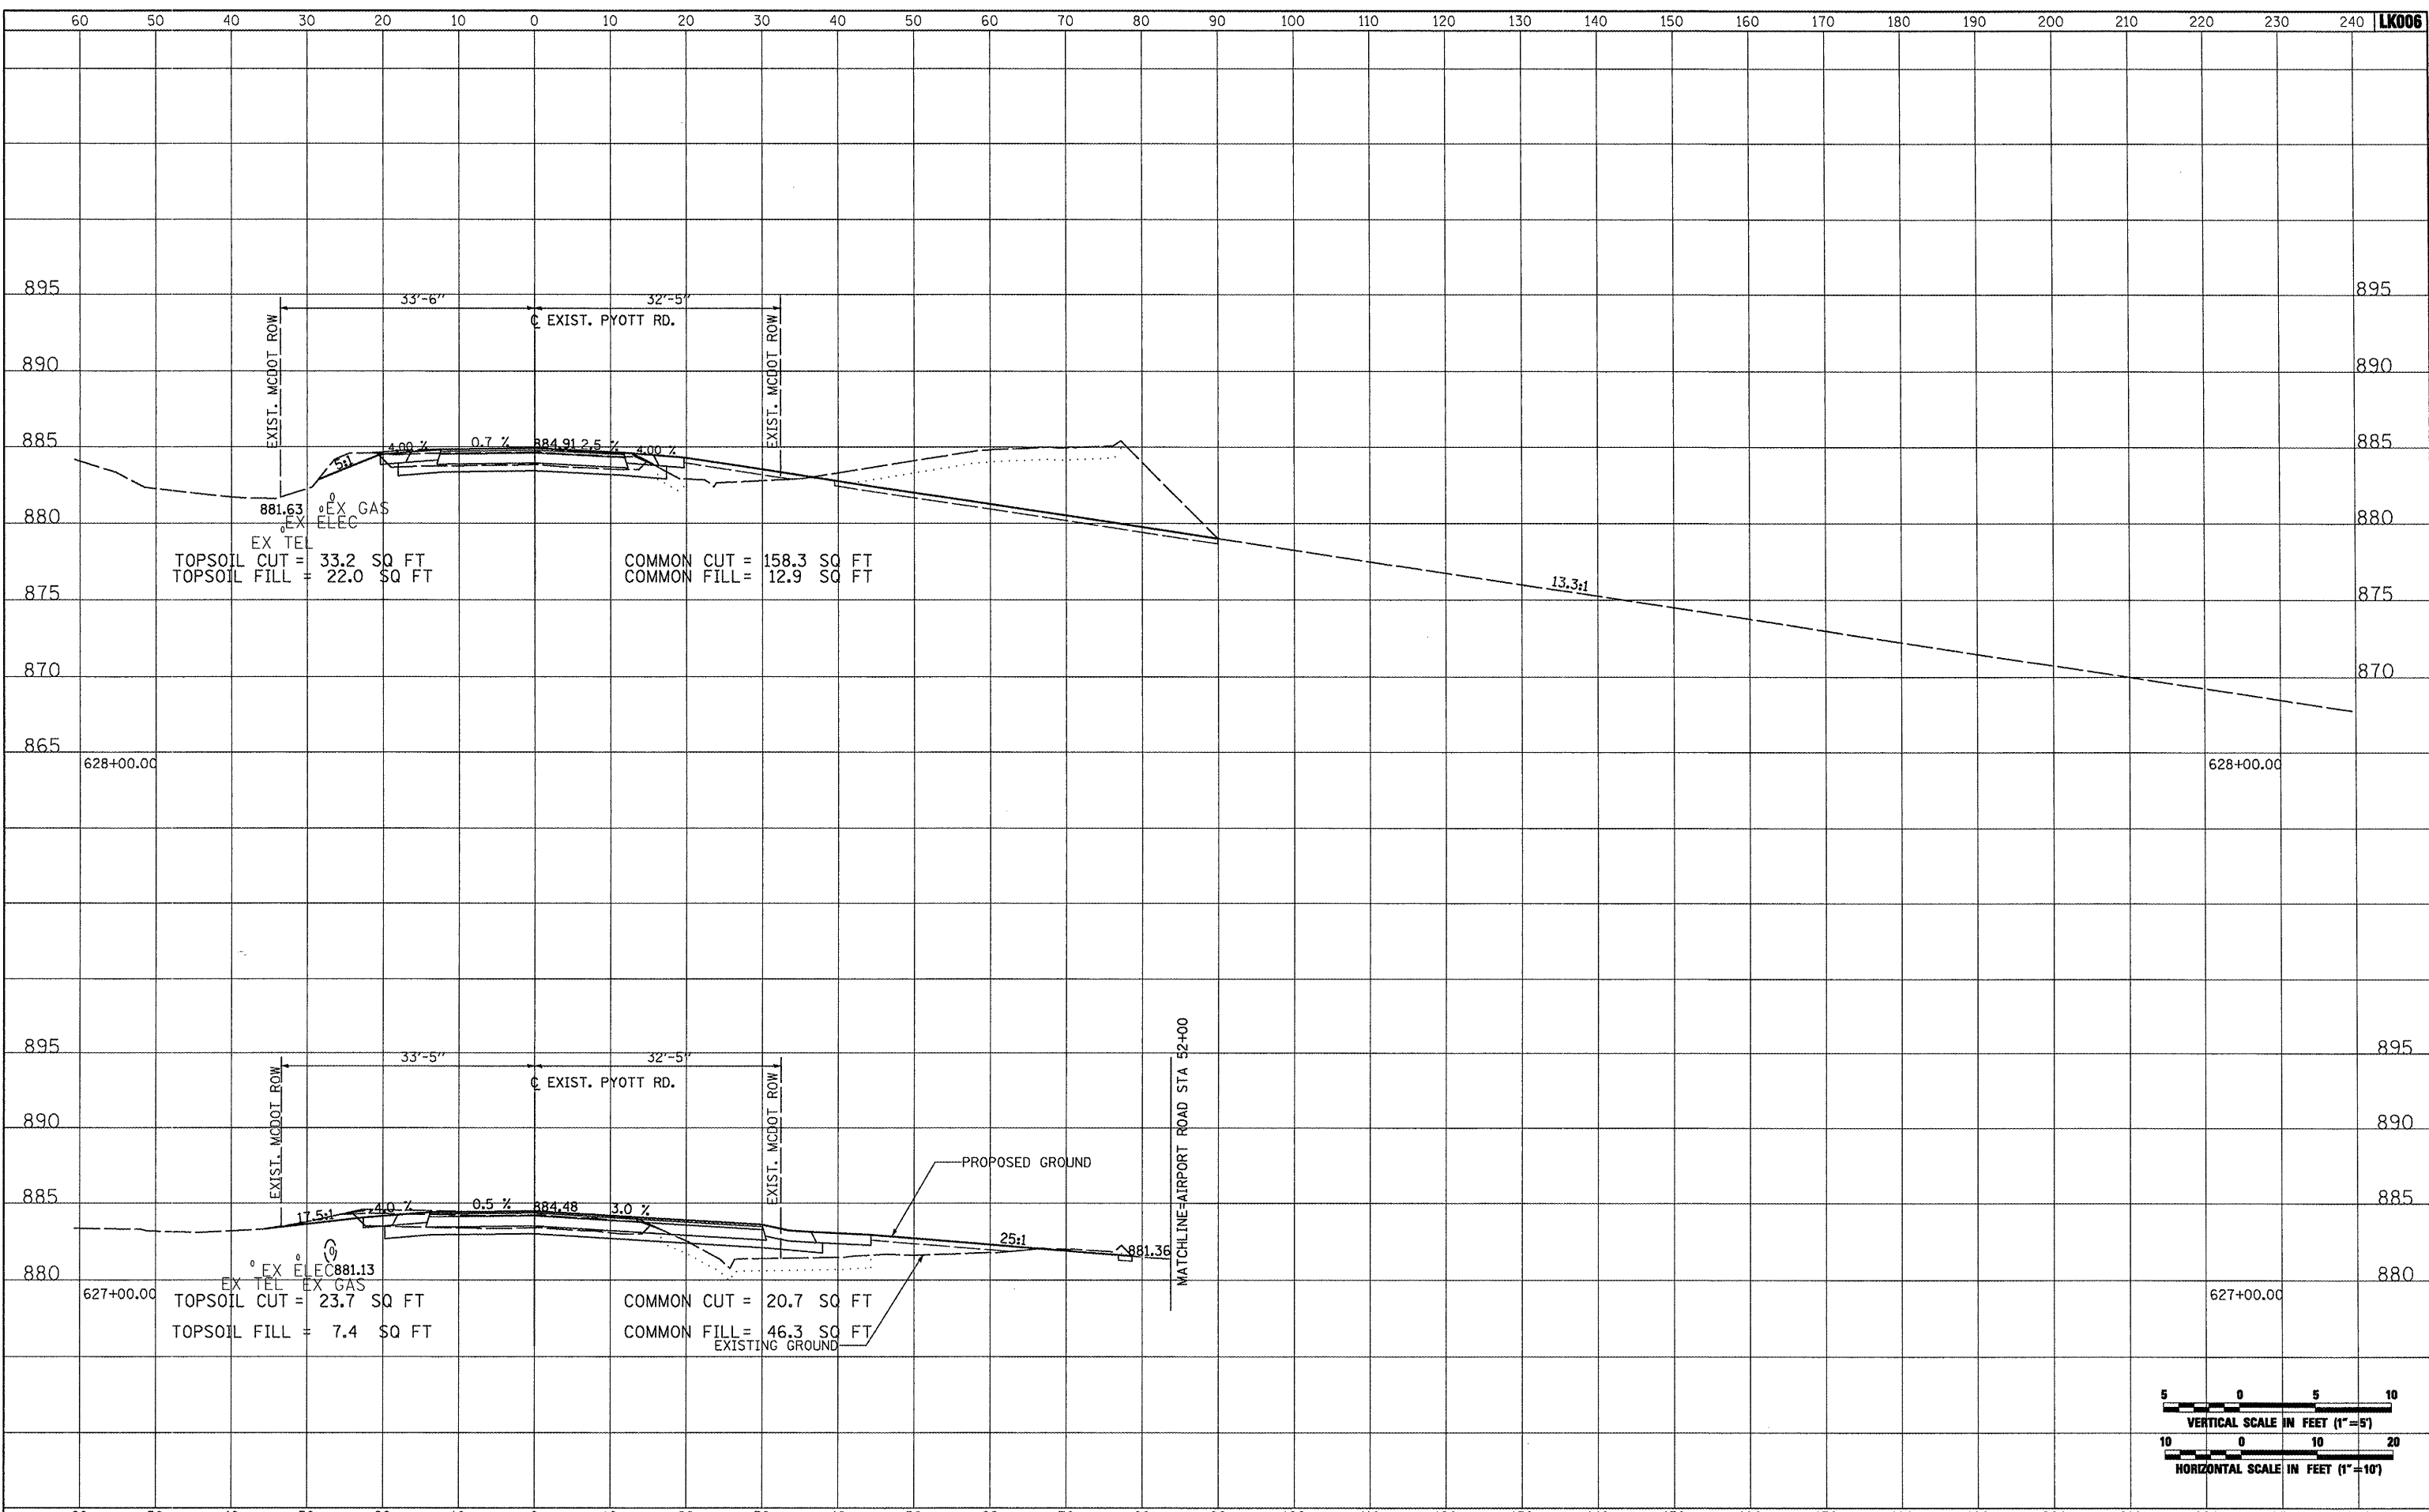 60 50 40 30 20 10 0 10 20 30 40 50 60 70 80 90 100 110 120 130 140 150 160 170 180 190 200 210 220 230 240 LK006
895 33'-6" 32'-5" 895
EXIST. MCDOT ROW
℄ EXIST. PYOTT RD.
EXIST. MCDOT ROW
890 890
885 4.00 % 0.7 % 884.91 2.5 % 4.00 % 885
5:1
881.63 EX GAS
880 EX ELEC 880
EX TEL
TOPSOIL CUT = 33.2 SQ FT COMMON CUT = 158.3 SQ FT
TOPSOIL FILL = 22.0 SQ FT COMMON FILL= 12.9 SQ FT
875 13.3:1 875
870 870
865
628+00.00 628+00.00
895 33'-5" 32'-5" 895
EXIST. MCDOT ROW
℄ EXIST. PYOTT RD.
EXIST. MCDOT ROW
MATCHLINE=AIRPORT ROAD STA 52+00
890 890
PROPOSED GROUND
885 17.5:1 4.0 % 0.5 % 884.48 3.0 % 885
25:1
881.36
EX ELEC 881.13
880 EX TEL EX GAS 880
627+00.00 627+00.00
TOPSOIL CUT = 23.7 SQ FT COMMON CUT = 20.7 SQ FT
TOPSOIL FILL = 7.4 SQ FT COMMON FILL= 46.3 SQ FT
EXISTING GROUND
5 0 5 10
VERTICAL SCALE IN FEET (1"=5')
10 0 10 20
HORIZONTAL SCALE IN FEET (1"=10')